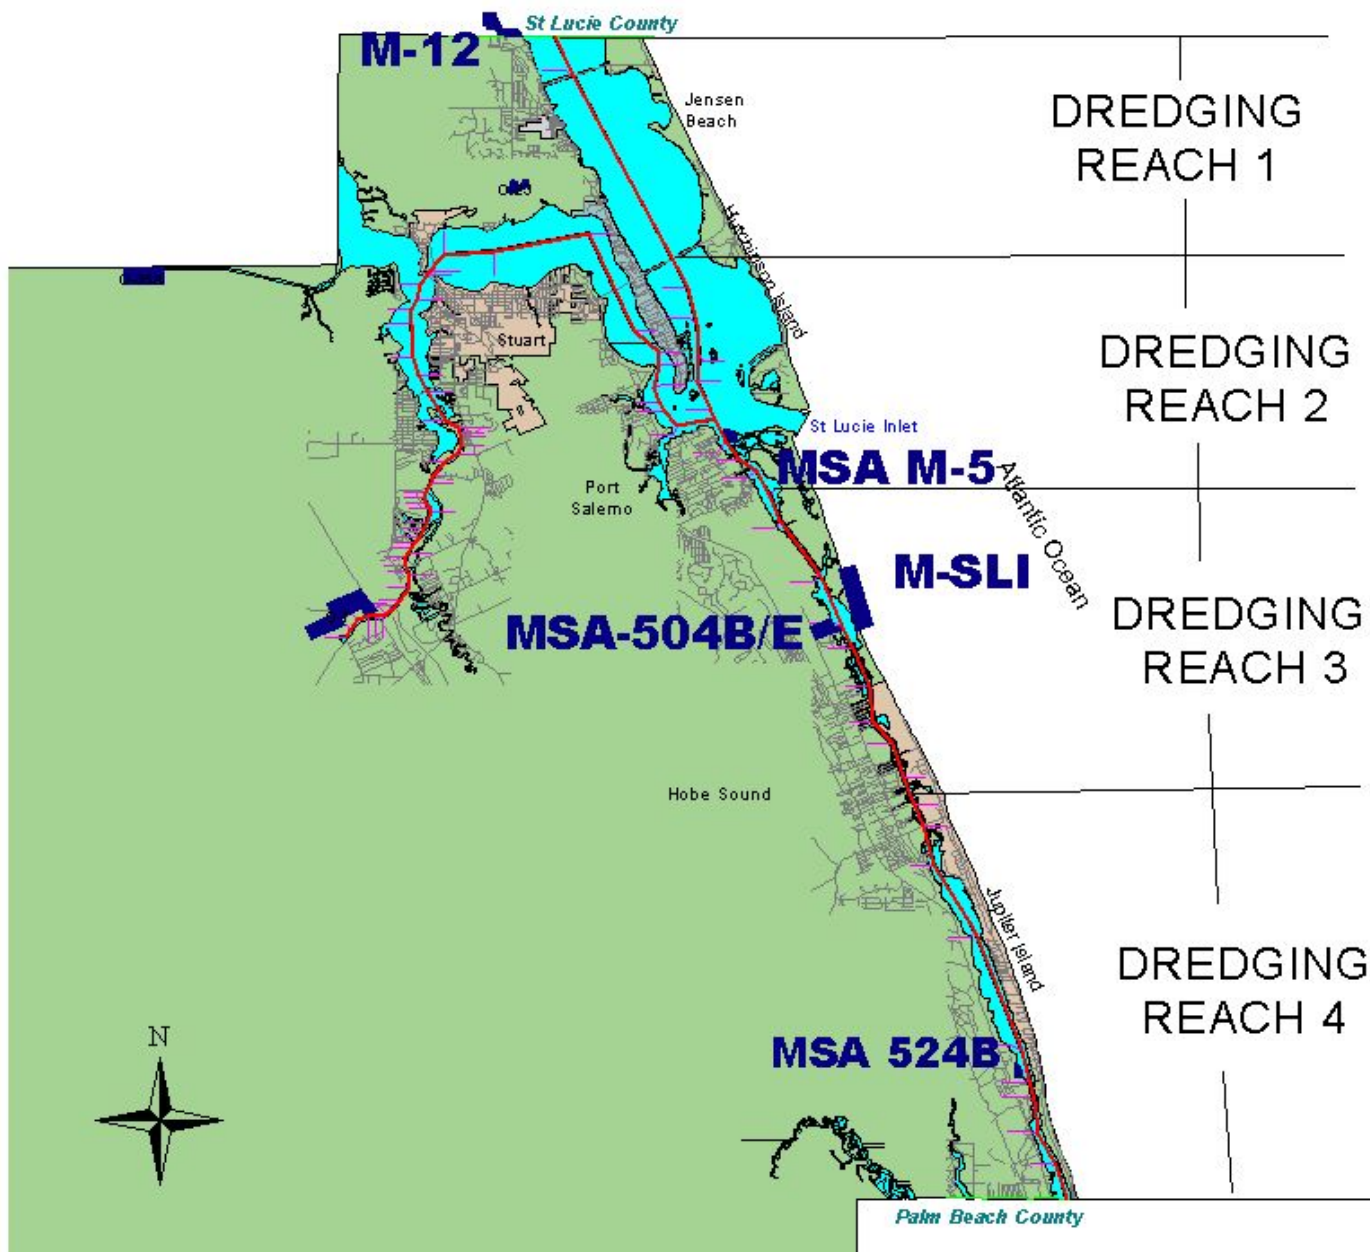 St Lucie County
M-12
Jensen
Beach
DREDGING
REACH 1
Hutchinson Island
Stuart
DREDGING
REACH 2
St Lucie Inlet
MSA M-5
Atlantic Ocean
Port
Salerno
M-SLI
MSA-504B/E
DREDGING
REACH 3
Hobe Sound
Jupiter Island
DREDGING
REACH 4
MSA 524B
N
Palm Beach County